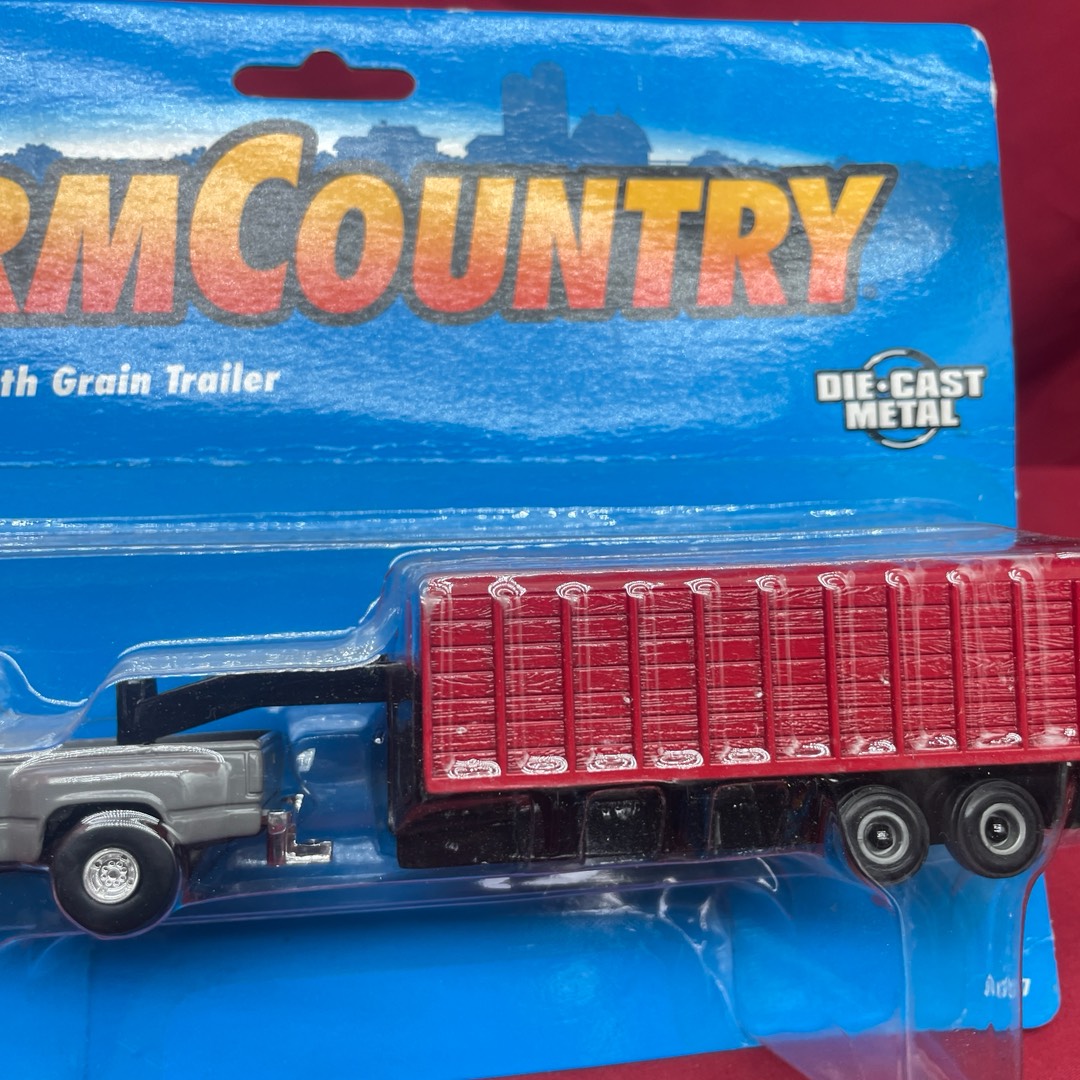 RMCOUNTRY
th Grain Trailer
DIE•CAST
METAL